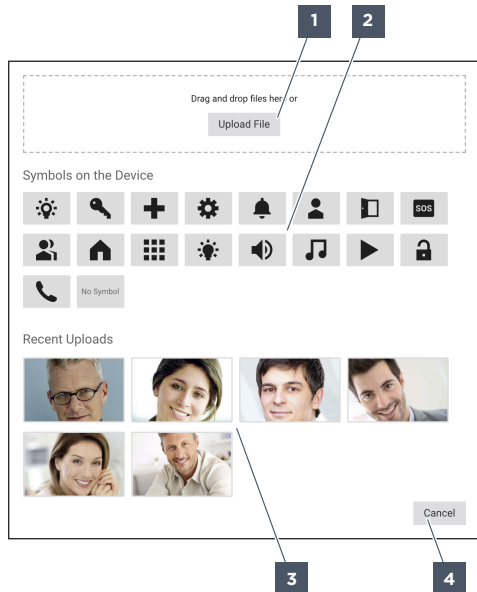 1 2
Drag and drop files here or
Upload File
Symbols on the Device
SOS
No Symbol
Recent Uploads
Cancel
3 4